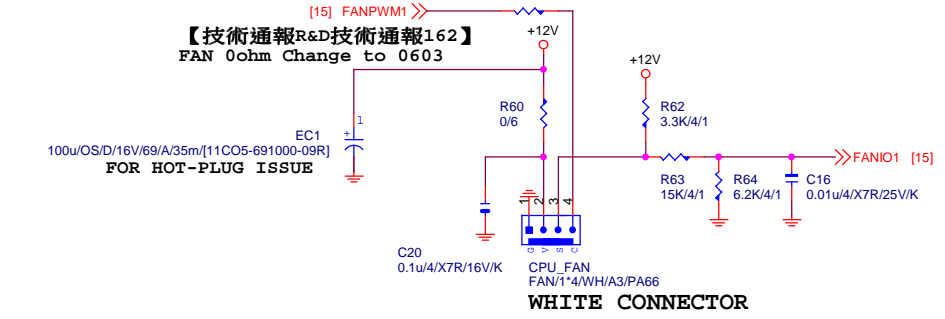 [15] FANPWM1
【技術通報R&D技術通報162】
FAN 0ohm Change to 0603
+12V
+12V
R60
0/6
R62
3.3K/4/1
1
+
EC1
100u/OS/D/16V/69/A/35m/[11CO5-691000-09R]
FOR HOT-PLUG ISSUE
FANIO1 [15]
R63
15K/4/1
R64
6.2K/4/1
C16
0.01u/4/X7R/25V/K
1 2 3 4
G V S C
C20
0.1u/4/X7R/16V/K
CPU_FAN
FAN/1*4/WH/A3/PA66
WHITE CONNECTOR